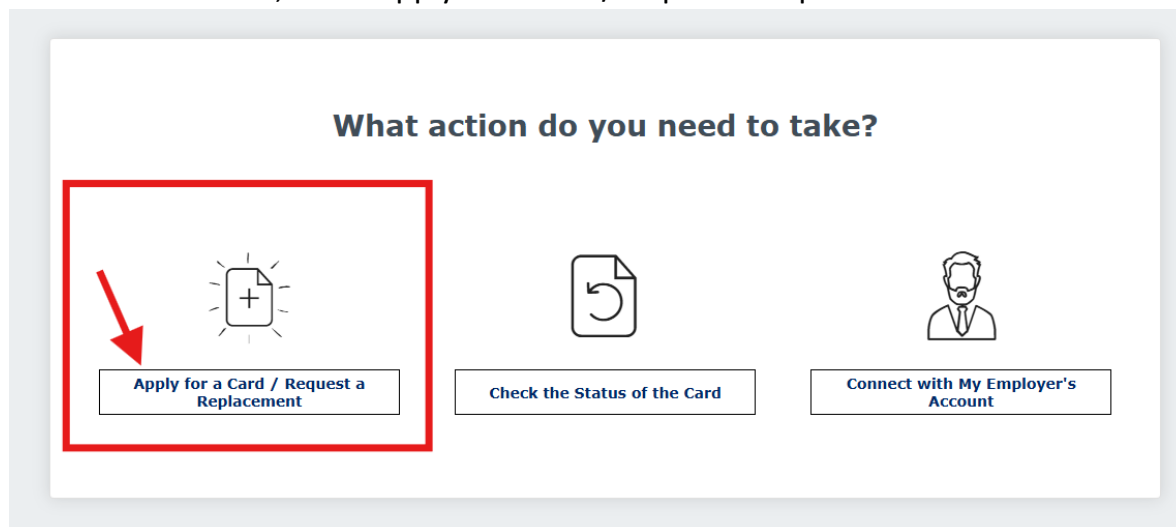 What action do you need to take?
Apply for a Card / Request a
Replacement
Check the Status of the Card
Connect with My Employer's
Account